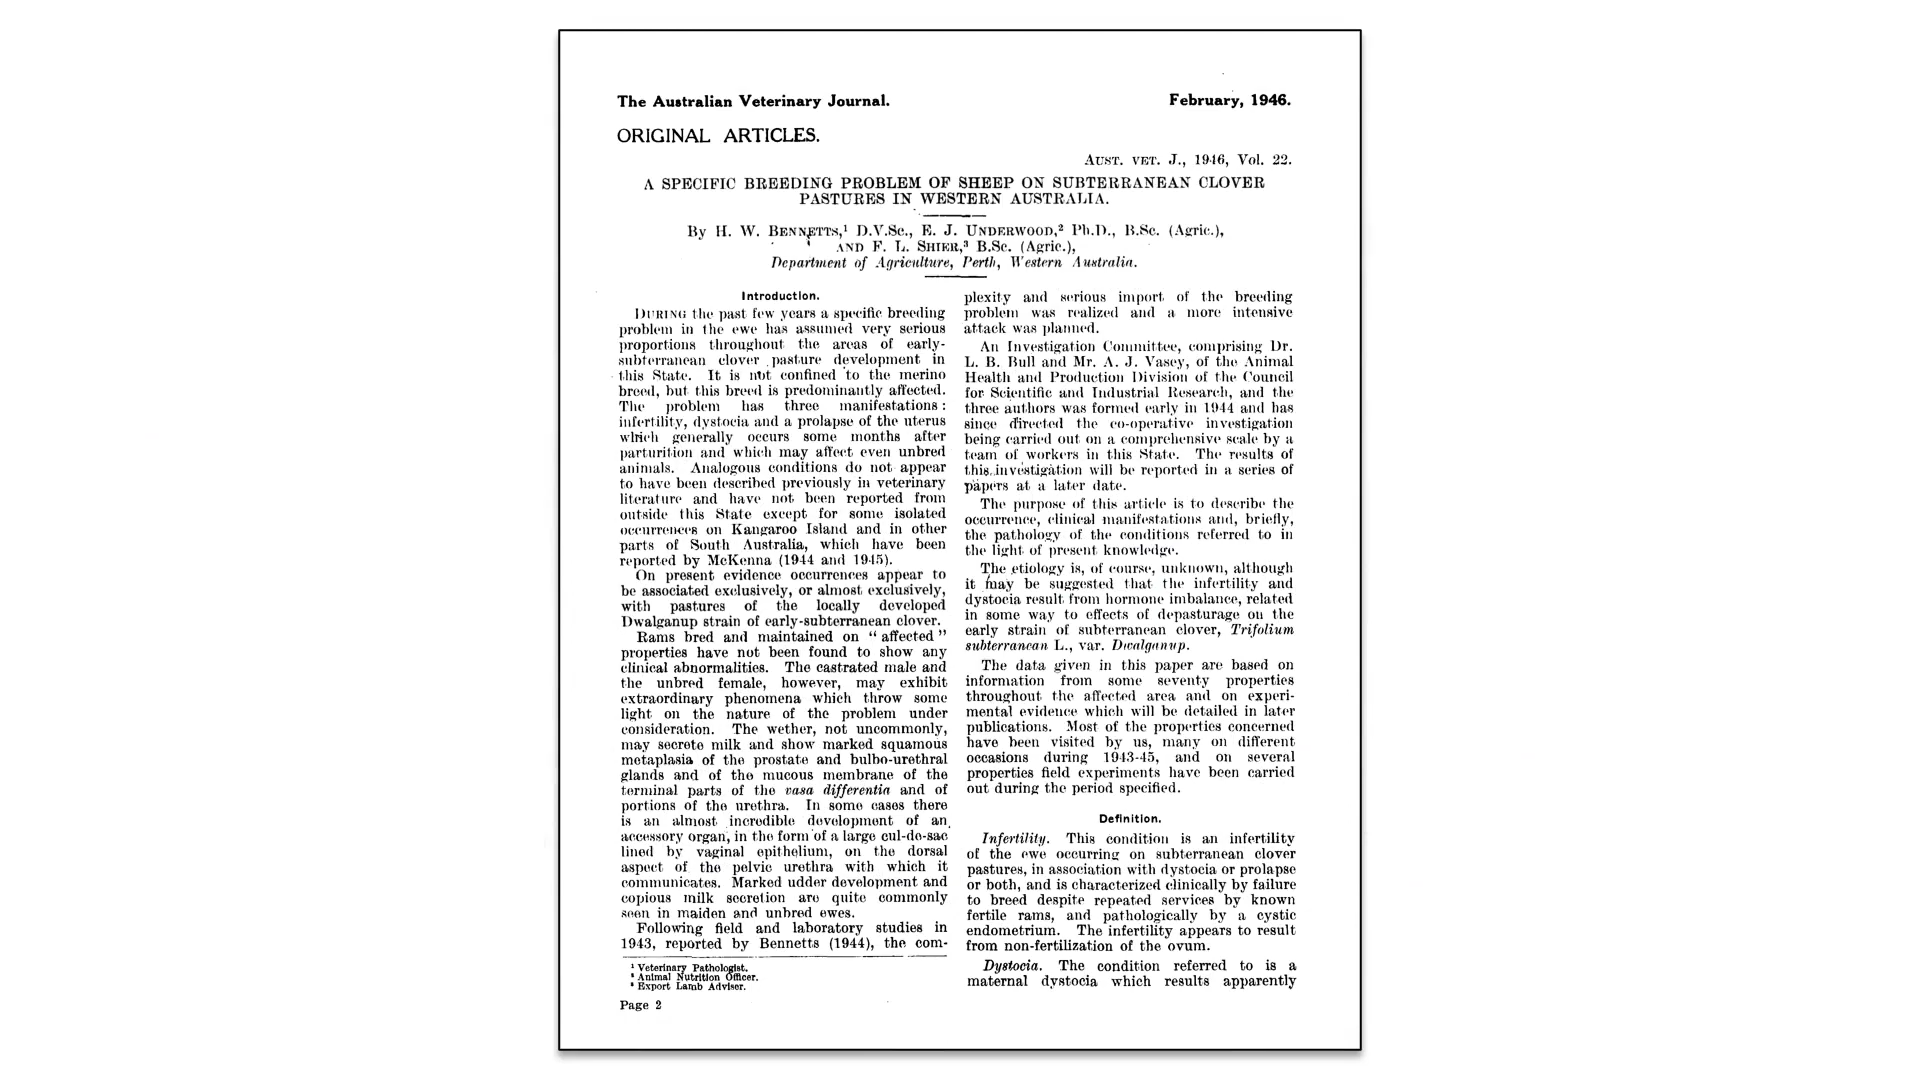 The Australian Veterinary Journal. February, 1946.
ORIGINAL ARTICLES.
AUST. VET. J., 1946, Vol. 22.
A SPECIFIC BREEDING PROBLEM OF SHEEP ON SUBTERRANEAN CLOVER
PASTURES IN WESTERN AUSTRALIA.
By H. W. BENNETTS,¹ D.V.Sc., E. J. UNDERWOOD,² Ph.D., B.Sc. (Agric.),
AND F. L. SHIER,³ B.Sc. (Agric.),
Department of Agriculture, Perth, Western Australia.
Introduction.
DURING the past few years a specific breeding
problem in the ewe has assumed very serious
proportions throughout the areas of early-
subterranean clover pasture development in
this State. It is not confined to the merino
breed, but this breed is predominantly affected.
The problem has three manifestations:
infertility, dystocia and a prolapse of the uterus
which generally occurs some months after
parturition and which may affect even unbred
animals. Analogous conditions do not appear
to have been described previously in veterinary
literature and have not been reported from
outside this State except for some isolated
occurrences on Kangaroo Island and in other
parts of South Australia, which have been
reported by McKenna (1944 and 1945).
On present evidence occurrences appear to
be associated exclusively, or almost exclusively,
with pastures of the locally developed
Dwalganup strain of early-subterranean clover.
Rams bred and maintained on “ affected ”
properties have not been found to show any
clinical abnormalities. The castrated male and
the unbred female, however, may exhibit
extraordinary phenomena which throw some
light on the nature of the problem under
consideration. The wether, not uncommonly,
may secrete milk and show marked squamous
metaplasia of the prostate and bulbo-urethral
glands and of the mucous membrane of the
terminal parts of the vasa differentia and of
portions of the urethra. In some cases there
is an almost incredible development of an
accessory organ, in the form of a large cul-de-sac
lined by vaginal epithelium, on the dorsal
aspect of the pelvic urethra with which it
communicates. Marked udder development and
copious milk secretion are quite commonly
seen in maiden and unbred ewes.
Following field and laboratory studies in
1943, reported by Bennetts (1944), the com-
¹ Veterinary Pathologist.
² Animal Nutrition Officer.
³ Export Lamb Adviser.
Page 2
plexity and serious import of the breeding
problem was realized and a more intensive
attack was planned.
An Investigation Committee, comprising Dr.
L. B. Bull and Mr. A. J. Vasey, of the Animal
Health and Production Division of the Council
for Scientific and Industrial Research, and the
three authors was formed early in 1944 and has
since directed the co-operative investigation
being carried out on a comprehensive scale by a
team of workers in this State. The results of
this investigation will be reported in a series of
papers at a later date.
The purpose of this article is to describe the
occurrence, clinical manifestations and, briefly,
the pathology of the conditions referred to in
the light of present knowledge.
The etiology is, of course, unknown, although
it may be suggested that the infertility and
dystocia result from hormone imbalance, related
in some way to effects of depasturage on the
early strain of subterranean clover, Trifolium
subterranean L., var. Dwalganup.
The data given in this paper are based on
information from some seventy properties
throughout the affected area and on experi-
mental evidence which will be detailed in later
publications. Most of the properties concerned
have been visited by us, many on different
occasions during 1943-45, and on several
properties field experiments have been carried
out during the period specified.
Definition.
Infertility. This condition is an infertility
of the ewe occurring on subterranean clover
pastures, in association with dystocia or prolapse
or both, and is characterized clinically by failure
to breed despite repeated services by known
fertile rams, and pathologically by a cystic
endometrium. The infertility appears to result
from non-fertilization of the ovum.
Dystocia. The condition referred to is a
maternal dystocia which results apparently